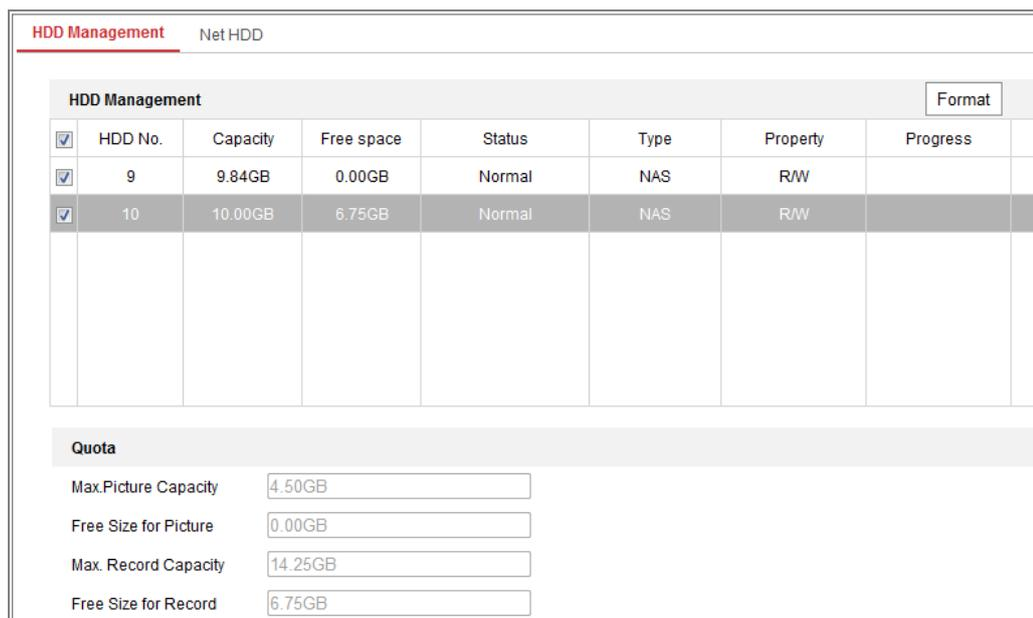 HDD Management Net HDD
HDD Management Format
HDD No. Capacity Free space Status Type Property Progress
9 9.84GB 0.00GB Normal NAS R/W
10 10.00GB 6.75GB Normal NAS R/W
Quota
Max.Picture Capacity 4.50GB
Free Size for Picture 0.00GB
Max. Record Capacity 14.25GB
Free Size for Record 6.75GB